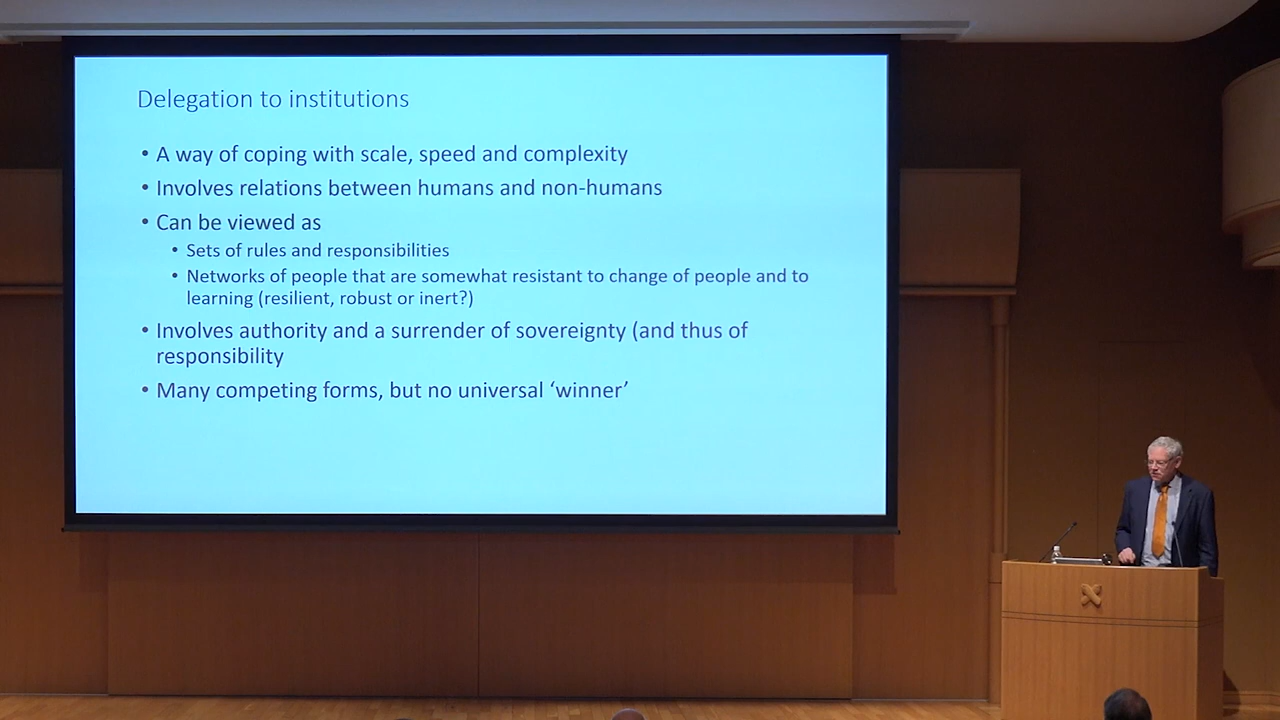 Delegation to institutions
• A way of coping with scale, speed and complexity
• Involves relations between humans and non-humans
• Can be viewed as
• Sets of rules and responsibilities
• Networks of people that are somewhat resistant to change of people and to
learning (resilient, robust or inert?)
• Involves authority and a surrender of sovereignty (and thus of
responsibility
• Many competing forms, but no universal ‘winner’